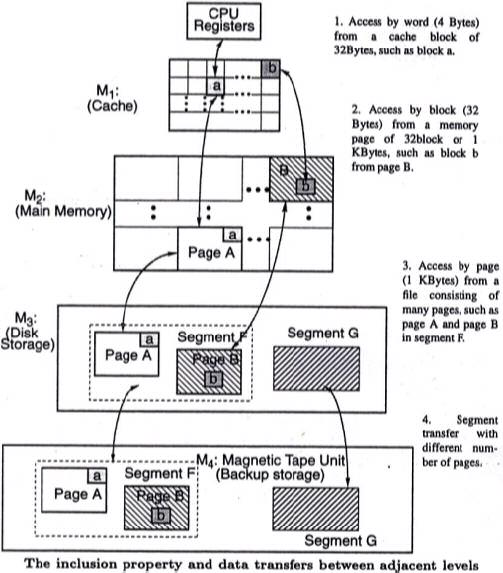 CPU
Registers
1. Access by word (4 Bytes)
from a cache block of
32Bytes, such as block a.
b
a
M1:
(Cache)
2. Access by block (32
Bytes) from a memory
page of 32block or 1
KBytes, such as block b
from page B.
B
b
M2:
(Main Memory)
a
Page A
3. Access by page
(1 KBytes) from a
file consisting of
many pages, such as
page A and page B
in segment F.
M3:
(Disk
Storage)
a
Page A
Segment F
Page B
b
Segment G
4. Segment
transfer with
different num-
ber of pages.
M4: Magnetic Tape Unit
(Backup storage)
a
Page A
Segment F
Page B
b
Segment G
The inclusion property and data transfers between adjacent levels